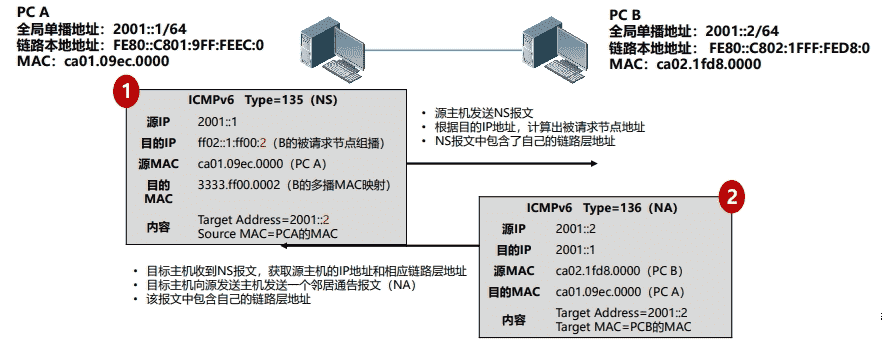 PC A
全局单播地址：2001::1/64
链路本地地址：FE80::C801:9FF:FEEC:0
MAC：ca01.09ec.0000
PC B
全局单播地址：2001::2/64
链路本地地址： FE80::C802:1FFF:FED8:0
MAC：ca02.1fd8.0000
1
ICMPv6 Type=135（NS）
源IP 2001::1
目的IP ff02::1:ff00:2（B的被请求节点组播）
源MAC ca01.09ec.0000（PC A）
目的MAC 3333.ff00.0002（B的多播MAC映射）
内容 Target Address=2001::2
Source MAC=PCA的MAC
• 源主机发送NS报文
• 根据目的IP地址，计算出被请求节点地址
• NS报文中包含了自己的链路层地址
2
ICMPv6 Type=136（NA）
源IP 2001::2
目的IP 2001::1
源MAC ca02.1fd8.0000（PC B）
目的MAC ca01.09ec.0000（PC A）
内容 Target Address=2001::2
Target MAC=PCB的MAC
• 目标主机收到NS报文，获取源主机的IP地址和相应链路层地址
• 目标主机向源发送主机发送一个邻居通告报文（NA）
• 该报文中包含自己的链路层地址